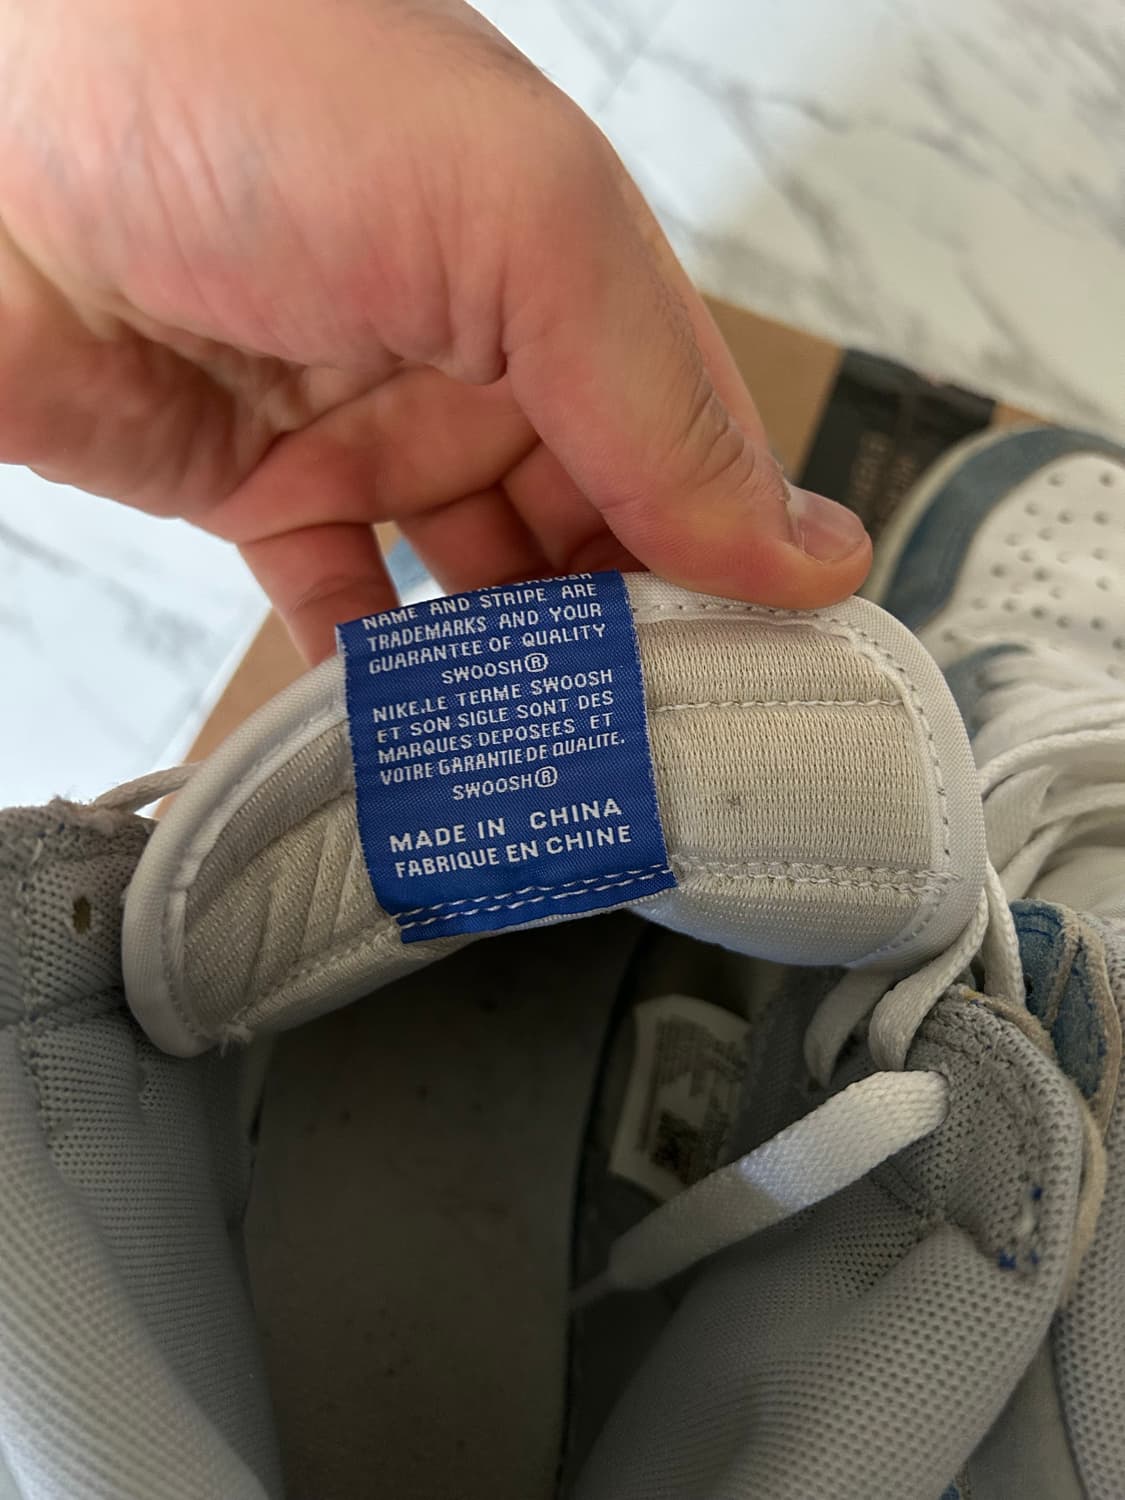 NAME AND STRIPE ARE
TRADEMARKS AND YOUR
GUARANTEE OF QUALITY
SWOOSH®
NIKE.LE TERME SWOOSH
ET SON SIGLE SONT DES
MARQUES DEPOSEES ET
VOTRE GARANTIE DE QUALITE.
SWOOSH®
MADE IN CHINA
FABRIQUE EN CHINE